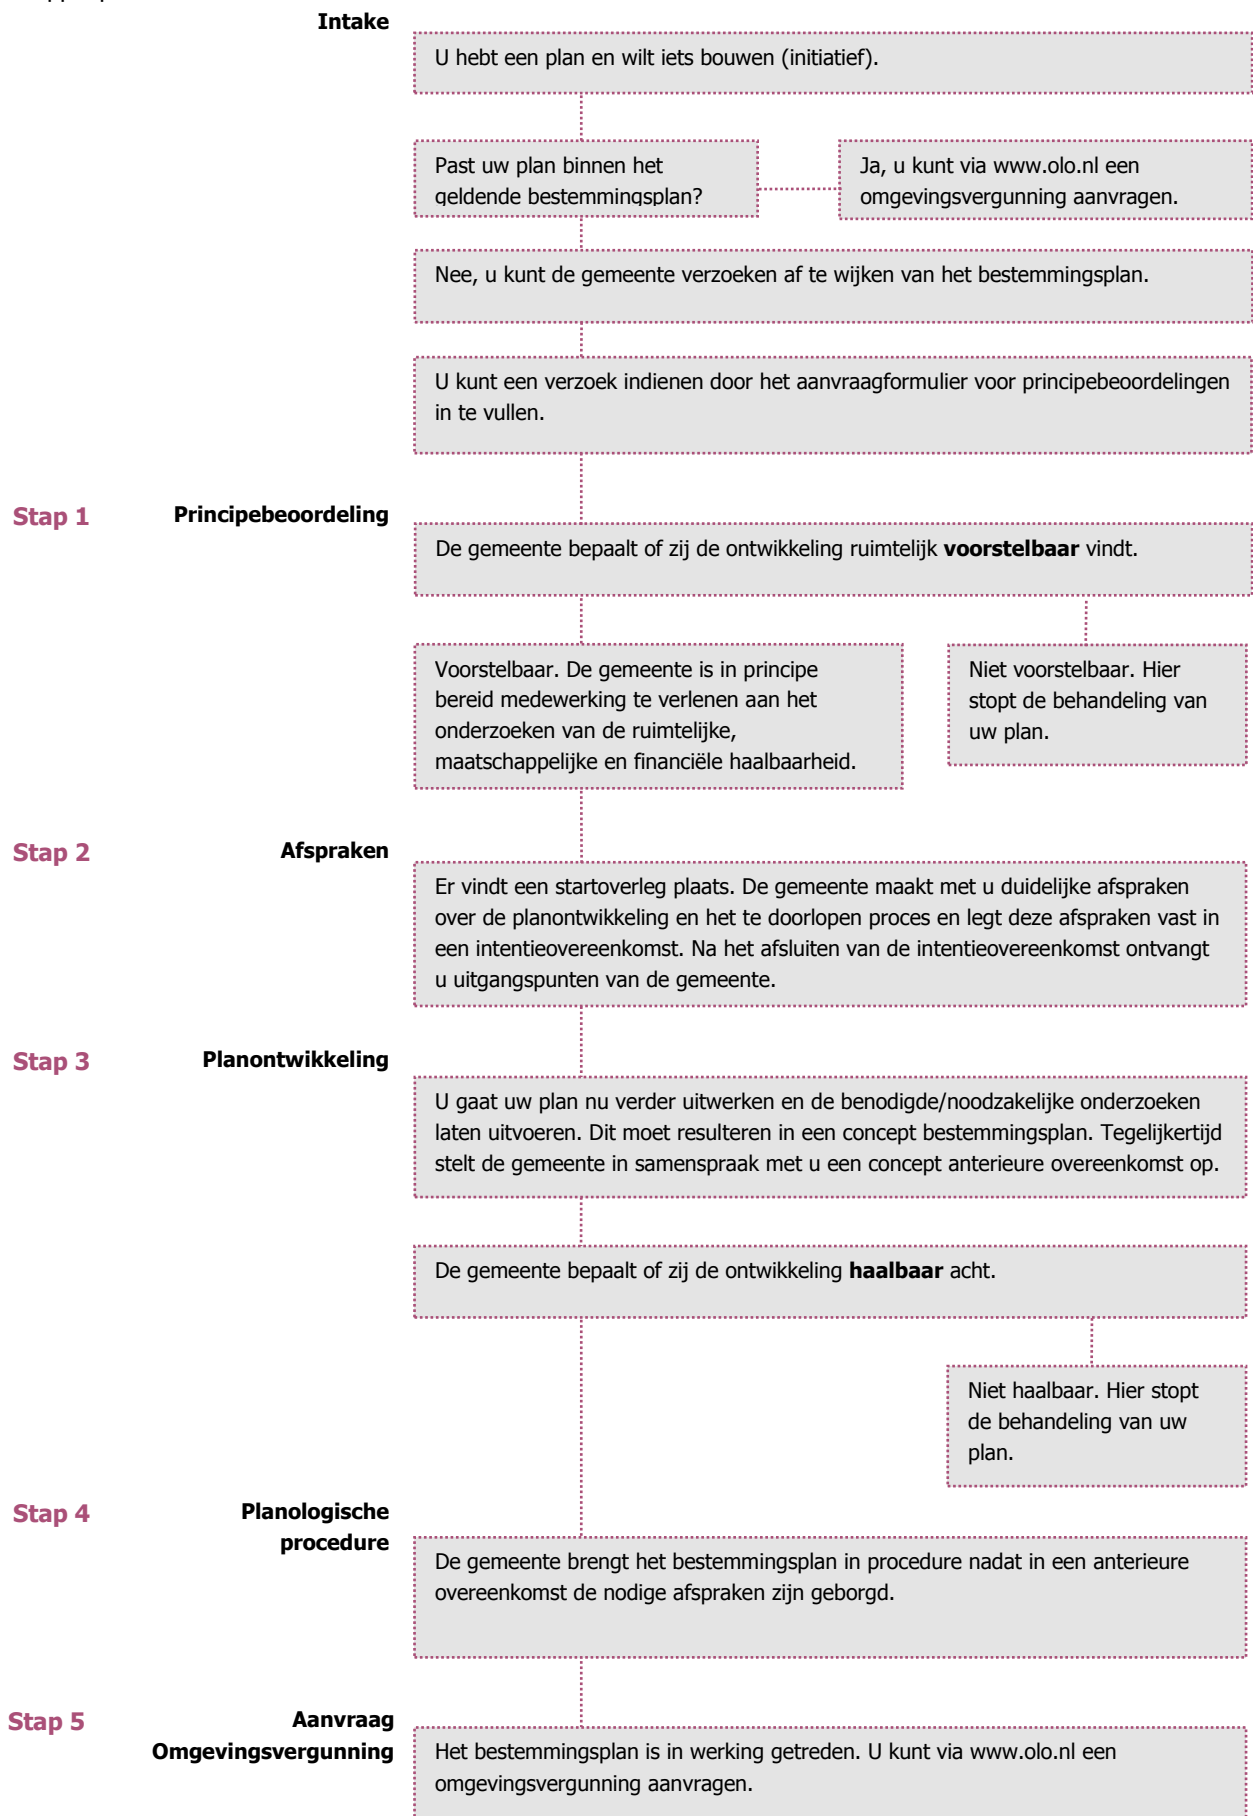 Intake
U hebt een plan en wilt iets bouwen (initiatief).
Past uw plan binnen het
geldende bestemmingsplan?
Ja, u kunt via www.olo.nl een
omgevingsvergunning aanvragen.
Nee, u kunt de gemeente verzoeken af te wijken van het bestemmingsplan.
U kunt een verzoek indienen door het aanvraagformulier voor principebeoordelingen
in te vullen.
Stap 1
Principebeoordeling
De gemeente bepaalt of zij de ontwikkeling ruimtelijk voorstelbaar vindt.
Voorstelbaar. De gemeente is in principe
bereid medewerking te verlenen aan het
onderzoeken van de ruimtelijke,
maatschappelijke en financiële haalbaarheid.
Niet voorstelbaar. Hier
stopt de behandeling van
uw plan.
Stap 2
Afspraken
Er vindt een startoverleg plaats. De gemeente maakt met u duidelijke afspraken
over de planontwikkeling en het te doorlopen proces en legt deze afspraken vast in
een intentieovereenkomst. Na het afsluiten van de intentieovereenkomst ontvangt
u uitgangspunten van de gemeente.
Stap 3
Planontwikkeling
U gaat uw plan nu verder uitwerken en de benodigde/noodzakelijke onderzoeken
laten uitvoeren. Dit moet resulteren in een concept bestemmingsplan. Tegelijkertijd
stelt de gemeente in samenspraak met u een concept anterieure overeenkomst op.
De gemeente bepaalt of zij de ontwikkeling haalbaar acht.
Niet haalbaar. Hier stopt
de behandeling van uw
plan.
Stap 4
Planologische
procedure
De gemeente brengt het bestemmingsplan in procedure nadat in een anterieure
overeenkomst de nodige afspraken zijn geborgd.
Stap 5
Aanvraag
Omgevingsvergunning
Het bestemmingsplan is in werking getreden. U kunt via www.olo.nl een
omgevingsvergunning aanvragen.